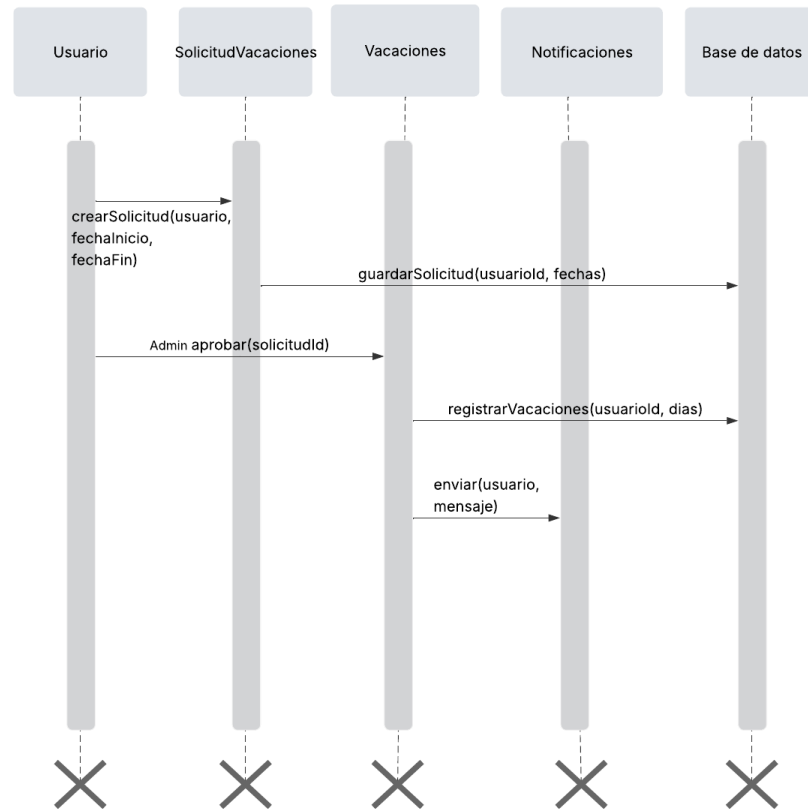 Usuario
SolicitudVacaciones
Vacaciones
Notificaciones
Base de datos
crearSolicitud(usuario,
fechaInicio,
fechaFin)
guardarSolicitud(usuarioId, fechas)
Admin aprobar(solicitudId)
registrarVacaciones(usuarioId, dias)
enviar(usuario,
mensaje)